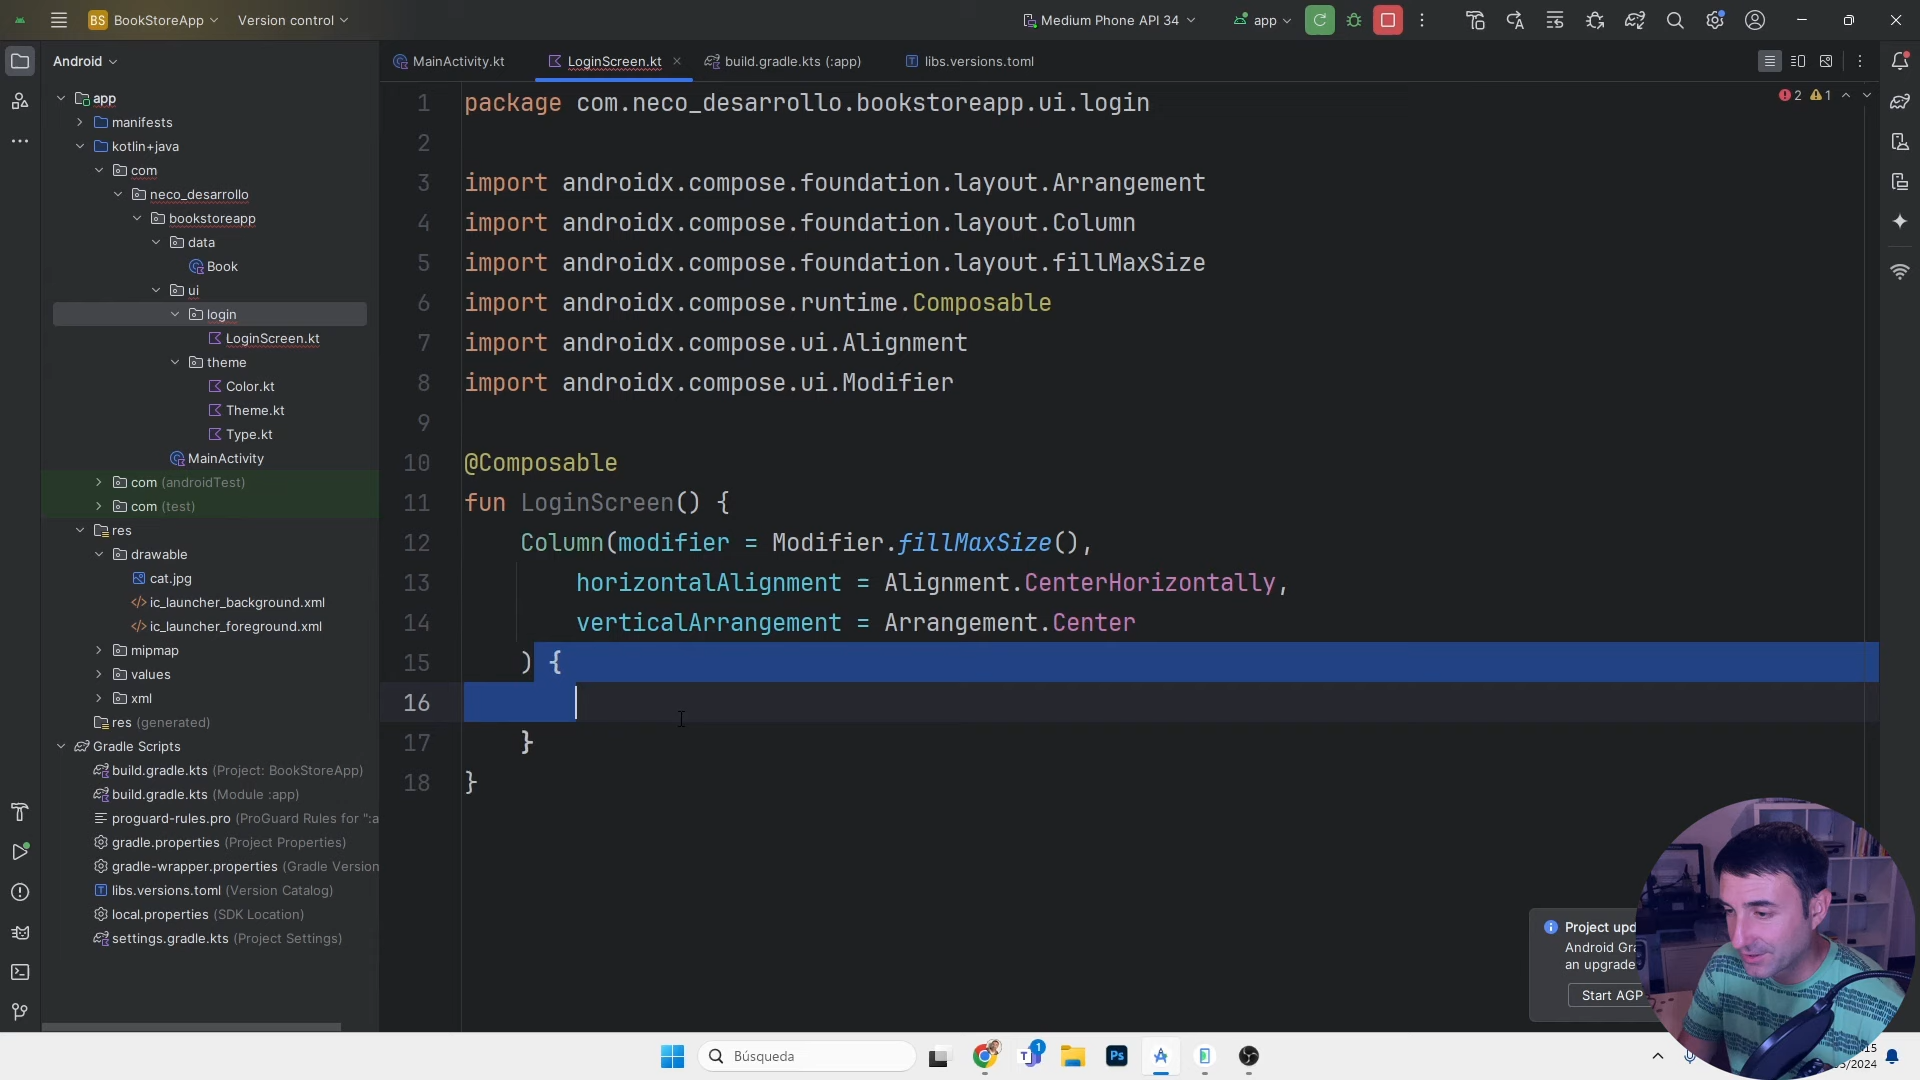 BS BookStoreApp Version control Medium Phone API 34 app
Android MainActivity.kt LoginScreen.kt build.gradle.kts (:app) libs.versions.toml
app
manifests
kotlin+java
com
neco_desarrollo
bookstoreapp
data
Book
ui
login
LoginScreen.kt
theme
Color.kt
Theme.kt
Type.kt
MainActivity
com (androidTest)
com (test)
res
drawable
cat.jpg
ic_launcher_background.xml
ic_launcher_foreground.xml
mipmap
values
xml
res (generated)
Gradle Scripts
build.gradle.kts (Project: BookStoreApp)
build.gradle.kts (Module :app)
proguard-rules.pro (ProGuard Rules for ":a
gradle.properties (Project Properties)
gradle-wrapper.properties (Gradle Version
libs.versions.toml (Version Catalog)
local.properties (SDK Location)
settings.gradle.kts (Project Settings)
2 1
1 package com.neco_desarrollo.bookstoreapp.ui.login
2
3 import androidx.compose.foundation.layout.Arrangement
4 import androidx.compose.foundation.layout.Column
5 import androidx.compose.foundation.layout.fillMaxSize
6 import androidx.compose.runtime.Composable
7 import androidx.compose.ui.Alignment
8 import androidx.compose.ui.Modifier
9
10 @Composable
11 fun LoginScreen() {
12 Column(modifier = Modifier.fillMaxSize(),
13 horizontalAlignment = Alignment.CenterHorizontally,
14 verticalArrangement = Arrangement.Center
15 ) {
16
17 }
18 }
Project upd
Android Gra
an upgrade
Start AGP
Búsqueda
1
Ps
15
5/2024